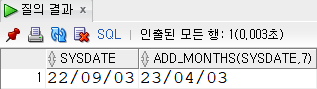 질의 결과 ×
SQL | 인출된 모든 행: 1(0,003초)
SYSDATE ADD_MONTHS(SYSDATE,7)
1 22/09/03 23/04/03